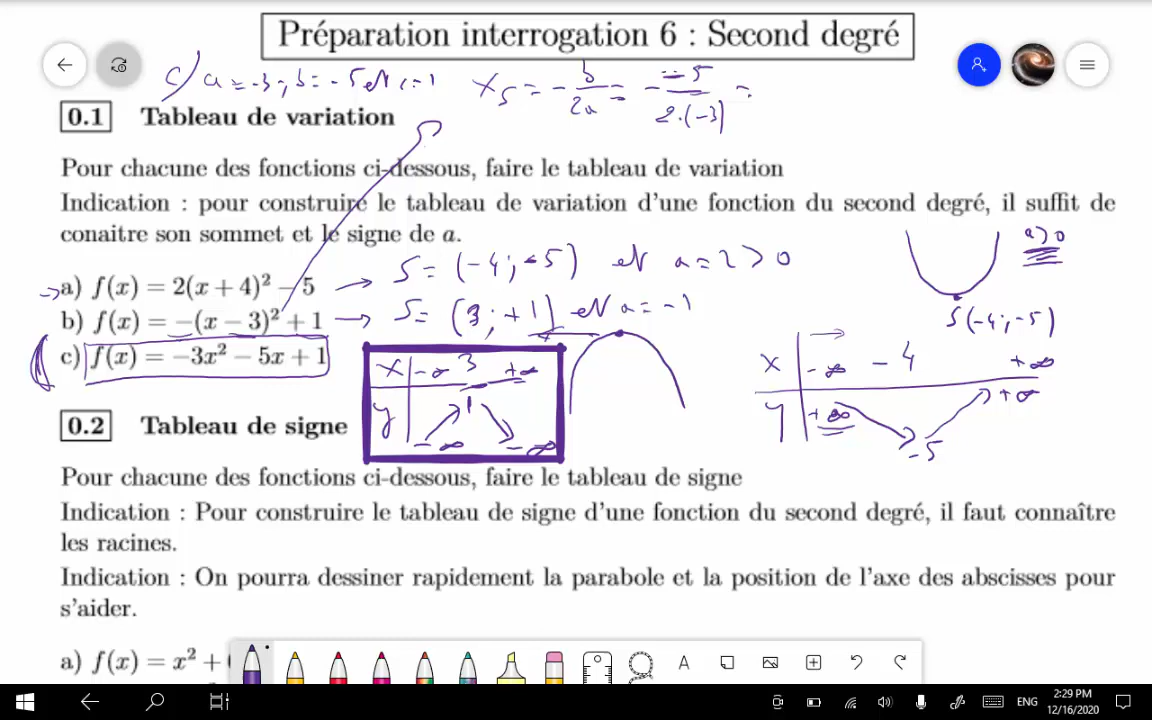 Préparation interrogation 6 : Second degré
c) a = -3 ; b = -5 et c = 1 x_S = - b/2a = - -5/2·(-3) =
0.1 Tableau de variation
S
Pour chacune des fonctions ci-dessous, faire le tableau de variation
Indication : pour construire le tableau de variation d'une fonction du second degré, il suffit de
conaitre son sommet et le signe de a.
a > 0
→ a) f(x) = 2(x + 4)² − 5 → S = (-4 ; -5) et a = 2 > 0
S(-4 ; -5)
b) f(x) = −(x − 3)² + 1 → S = (3 ; +1) et a = -1
c) f(x) = −3x² − 5x + 1
x -∞ 3 +∞
y -∞ 1 -∞
x -∞ -4 +∞
y +∞ -5 +∞
0.2 Tableau de signe
Pour chacune des fonctions ci-dessous, faire le tableau de signe
Indication : Pour construire le tableau de signe d'une fonction du second degré, il faut connaître
les racines.
Indication : On pourra dessiner rapidement la parabole et la position de l'axe des abscisses pour
s'aider.
a) f(x) = x² +
A
ENG
2:29 PM
12/16/2020